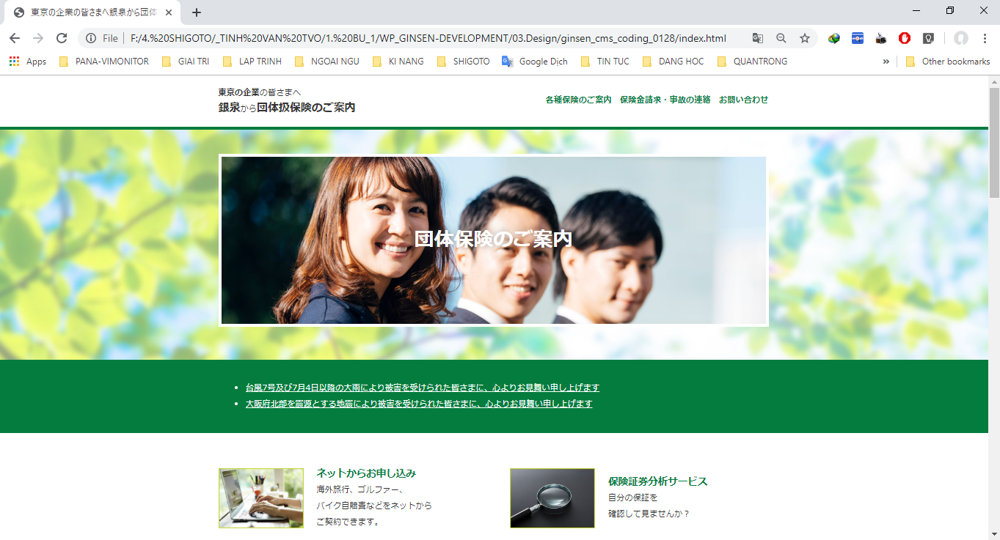 東京の企業の皆さまへ銀泉から団体
File
F:/4.%20SHIGOTO/_TINH%20VAN%20TVO/1.%20BU_1/WP_GINSEN-DEVELOPMENT/03.Design/ginsen_cms_coding_0128/index.html
Apps PANA-VIMONITOR GIAI TRI LAP TRINH NGOAI NGU KI NANG SHIGOTO Google Dịch TIN TUC DANG HOC QUANTRONG » Other bookmarks
東京の企業の皆さまへ
銀泉から団体扱保険のご案内
各種保険のご案内 保険金請求・事故の連絡 お問い合わせ
団体保険のご案内
台風7号及び7月4日以降の大雨により被害を受けられた皆さまに、心よりお見舞い申し上げます
大阪府北部を震源とする地震により被害を受けられた皆さまに、心よりお見舞い申し上げます
ネットからお申し込み
海外旅行、ゴルファー、
バイク自賠責などをネットから
ご契約できます。
保険証券分析サービス
自分の保証を
確認して見ませんか？